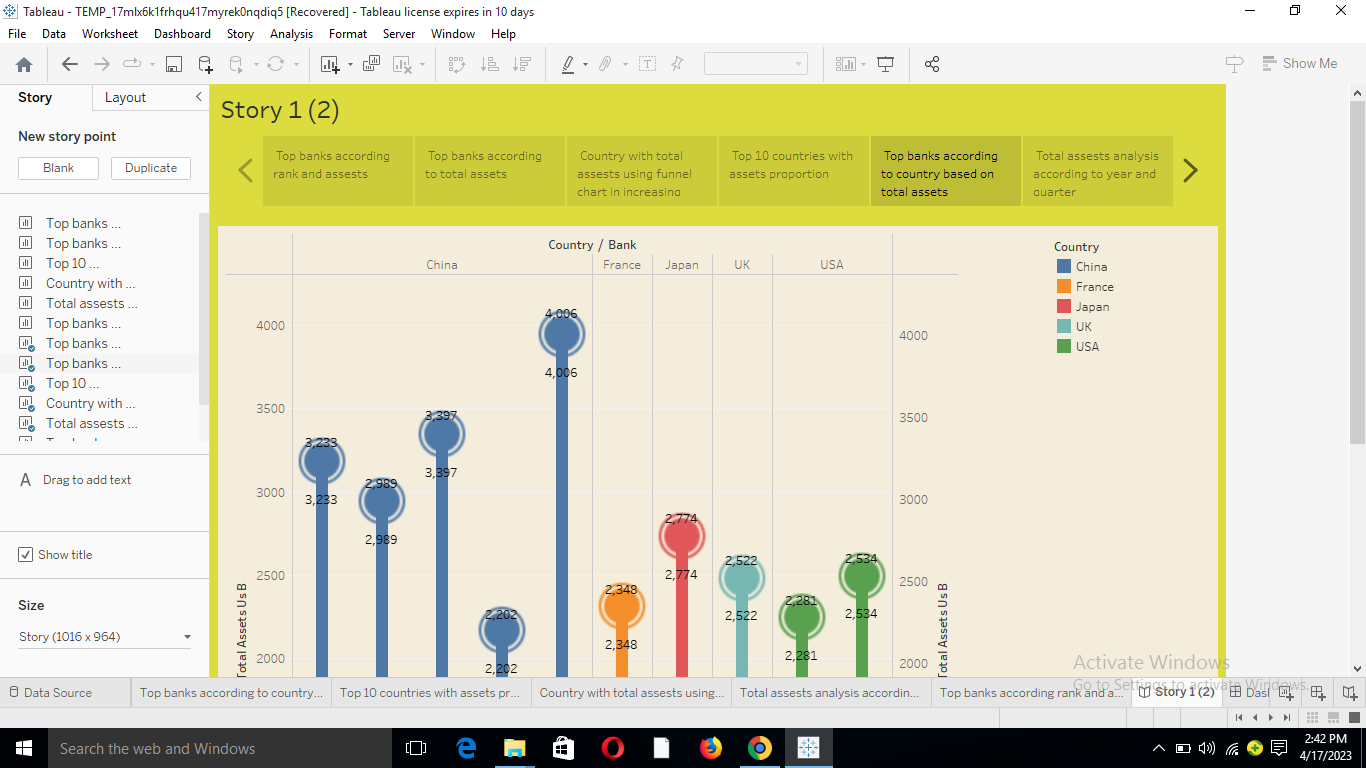 Tableau - TEMP_17mlx6k1frhqu417myrek0nqdiq5 [Recovered] - Tableau license expires in 10 days
File Data Worksheet Dashboard Story Analysis Format Server Window Help
Show Me
Story
Layout
New story point
Blank
Duplicate
Top banks ...
Top banks ...
Top 10 ...
Country with ...
Total assests ...
Top banks ...
Top banks ...
Top banks ...
Top 10 ...
Country with ...
Total assests ...
A Drag to add text
Show title
Size
Story (1016 x 964)
Story 1 (2)
Top banks according
rank and assests
Top banks according
to total assets
Country with total
assests using funnel
chart in increasing
Top 10 countries with
assets proportion
Top banks according
to country based on
total assets
Total assests analysis
according to year and
quarter
Country / Bank
China France Japan UK USA
4000
3500
3000
2500
2000
Total Assets Us B
3,233
3,233
2,989
2,989
3,397
3,397
2,202
2,202
4,006
4,006
2,348
2,348
2,774
2,774
2,522
2,522
2,281
2,281
2,534
2,534
4000
3500
3000
2500
2000
Total Assets Us B
Country
China
France
Japan
UK
USA
Activate Windows
Go to Settings to activate Windows.
Data Source
Top banks according to country...
Top 10 countries with assets pr...
Country with total assests using...
Total assests analysis accordin...
Top banks according rank and a...
Story 1 (2)
Dasl
Search the web and Windows
2:42 PM
4/17/2023